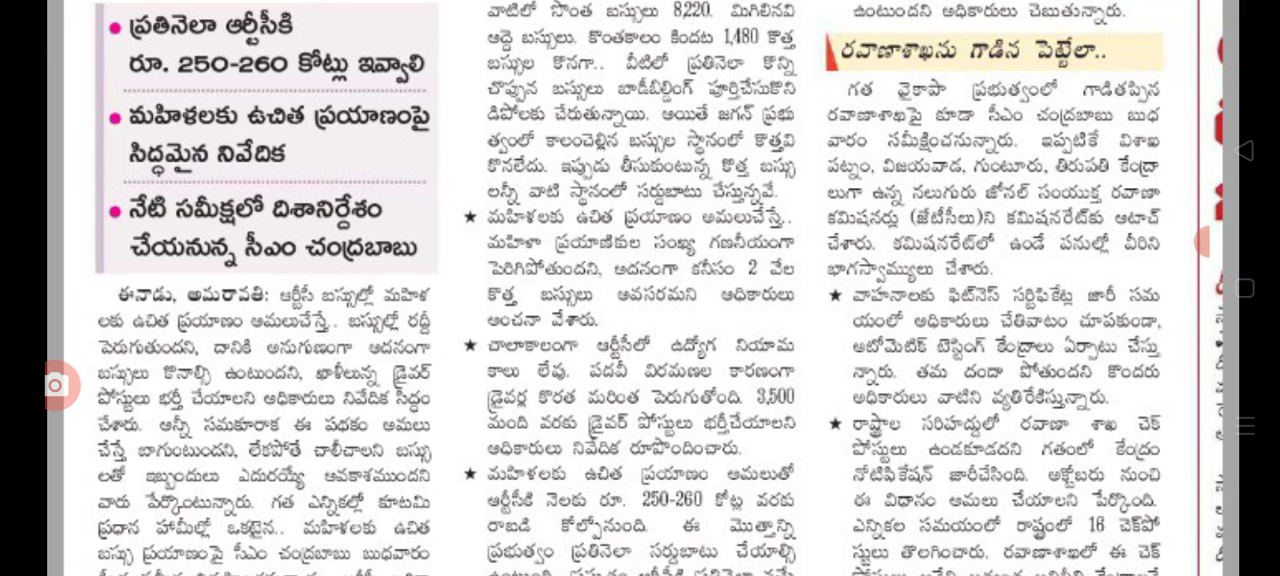 ప్రతినెలా ఆర్టీసీకి
రూ. 250-260 కోట్లు ఇవ్వాలి
మహిళలకు ఉచిత ప్రయాణంపై
సిద్ధమైన నివేదిక
నేటి సమీక్షలో దిశానిర్దేశం
చేయనున్న సీఎం చంద్రబాబు
ఈనాడు, అమరావతి: ఆర్టీసీ బస్సుల్లో మహిళ
లకు ఉచిత ప్రయాణం అమలుచేస్తే.. బస్సుల్లో రద్దీ
పెరుగుతుందని, దానికి అనుగుణంగా అదనంగా
బస్సులు కొనాల్సి ఉంటుందని, ఖాళీలున్న డ్రైవర్
పోస్టులు భర్తీ చేయాలని అధికారులు నివేదిక సిద్ధం
చేశారు. అన్నీ సమకూరాక ఈ పథకం అమలు
చేస్తే బాగుంటుందని, లేకపోతే చాలీచాలని బస్సు
లతో ఇబ్బందులు ఎదురయ్యే అవకాశముందని
వారు పేర్కొంటున్నారు. గత ఎన్నికల్లో కూటమి
ప్రధాన హామీల్లో ఒకటైన.. మహిళలకు ఉచిత
బస్సు ప్రయాణంపై సీఎం చంద్రబాబు బుధవారం
వాటిలో సొంత బస్సులు 8,220. మిగిలినవి
అద్దె బస్సులు. కొంతకాలం కిందట 1,480 కొత్త
బస్సుల కొనగా.. వీటిలో ప్రతినెలా కొన్ని
చొప్పున బస్సులు బాడీబిల్డింగ్ పూర్తిచేసుకొని
డిపోలకు చేరుతున్నాయి. అయితే జగన్ ప్రభు
త్వంలో కాలంచెల్లిన బస్సుల స్థానంలో కొత్తవి
కొనలేదు. ఇప్పుడు తీసుకుంటున్న కొత్త బస్సు
లన్నీ వాటి స్థానంలో సర్దుబాటు చేస్తున్నవే.
★ మహిళలకు ఉచిత ప్రయాణం అమలుచేస్తే..
మహిళా ప్రయాణికుల సంఖ్య గణనీయంగా
పెరిగిపోతుందని, అదనంగా కనీసం 2 వేల
కొత్త బస్సులు అవసరమని అధికారులు
అంచనా వేశారు.
★ చాలాకాలంగా ఆర్టీసీలో ఉద్యోగ నియామ
కాలు లేవు. పదవీ విరమణల కారణంగా
డ్రైవర్ల కొరత మరింత పెరుగుతోంది. 3,500
మంది వరకు డ్రైవర్ పోస్టులు భర్తీచేయాలని
అధికారులు నివేదిక రూపొందించారు.
★ మహిళలకు ఉచిత ప్రయాణం అమలుతో
ఆర్టీసీకి నెలకు రూ. 250-260 కోట్ల వరకు
రాబడి కోల్పోనుంది. ఈ మొత్తాన్ని
ప్రభుత్వం ప్రతినెలా సర్దుబాటు చేయాల్సి
ఉంటుందని అధికారులు చెబుతున్నారు.
రవాణాశాఖను గాడిన పెట్టేలా..
గత వైకాపా ప్రభుత్వంలో గాడితప్పిన
రవాణాశాఖపై కూడా సీఎం చంద్రబాబు బుధ
వారం సమీక్షించనున్నారు. ఇప్పటికే విశాఖ
పట్నం, విజయవాడ, గుంటూరు, తిరుపతి కేంద్రా
లుగా ఉన్న నలుగురు జోనల్ సంయుక్త రవాణా
కమిషనర్లు (జేటీసీలు)ని కమిషనరేట్‌కు అటాచ్
చేశారు. కమిషనరేట్‌లో ఉండే పనుల్లో వీరిని
భాగస్వామ్యులు చేశారు.
★ వాహనాలకు ఫిట్‌నెస్ సర్టిఫికేట్ల జారీ సమ
యంలో అధికారులు చేతివాటం చూపకుండా,
ఆటోమెటిక్ టెస్టింగ్ కేంద్రాలు ఏర్పాటు చేస్తు
న్నారు. తమ దందా పోతుందని కొందరు
అధికారులు వాటిని వ్యతిరేకిస్తున్నారు.
★ రాష్ట్రాల సరిహద్దుల్లో రవాణా శాఖ చెక్
పోస్టులు ఉండకూడదని గతంలో కేంద్రం
నోటిఫికేషన్ జారీచేసింది. అక్టోబరు నుంచి
ఈ విధానం అమలు చేయాలని పేర్కొంది.
ఎన్నికల సమయంలో రాష్ట్రంలో 16 చెక్‌పో
స్టులు తొలగించారు. రవాణాశాఖలో ఈ చెక్